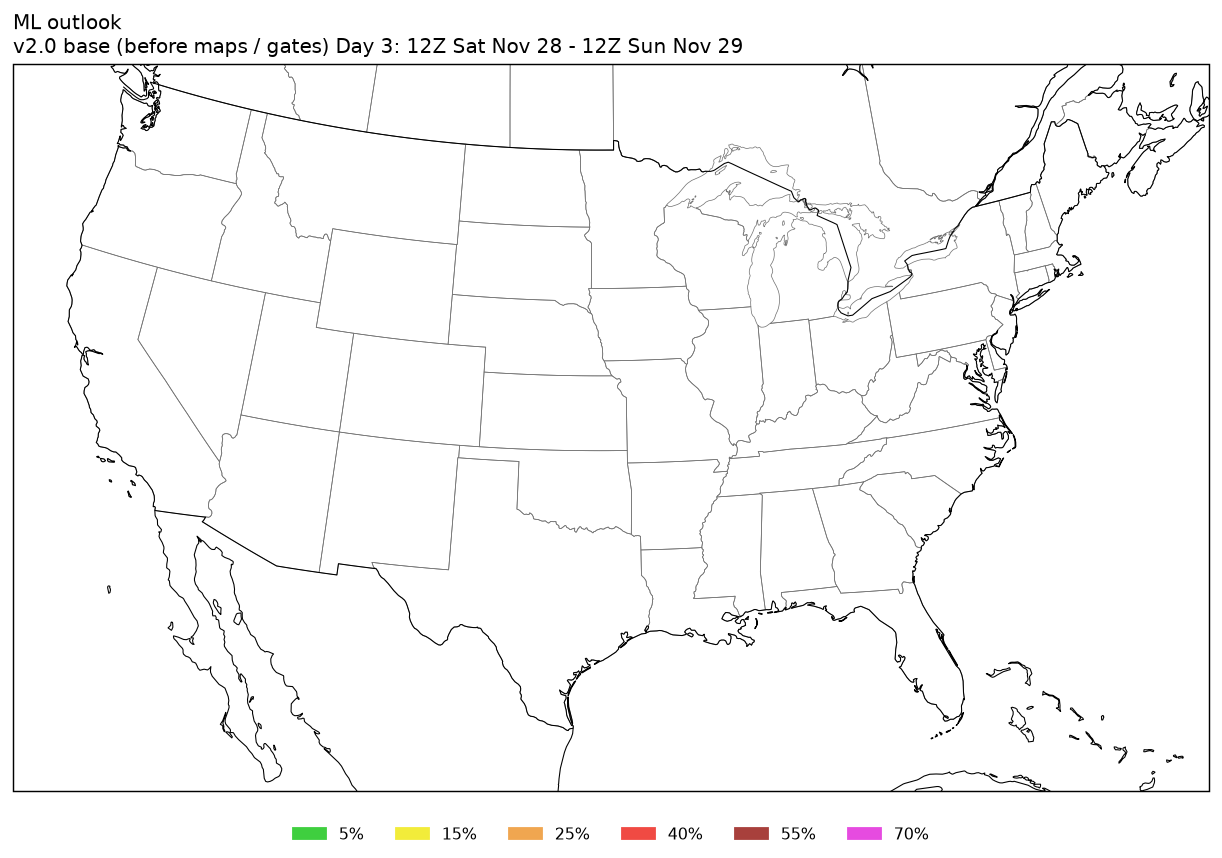 ML outlook
v2.0 base (before maps / gates) Day 3: 12Z Sat Nov 28 - 12Z Sun Nov 29
5% 15% 25% 40% 55% 70%